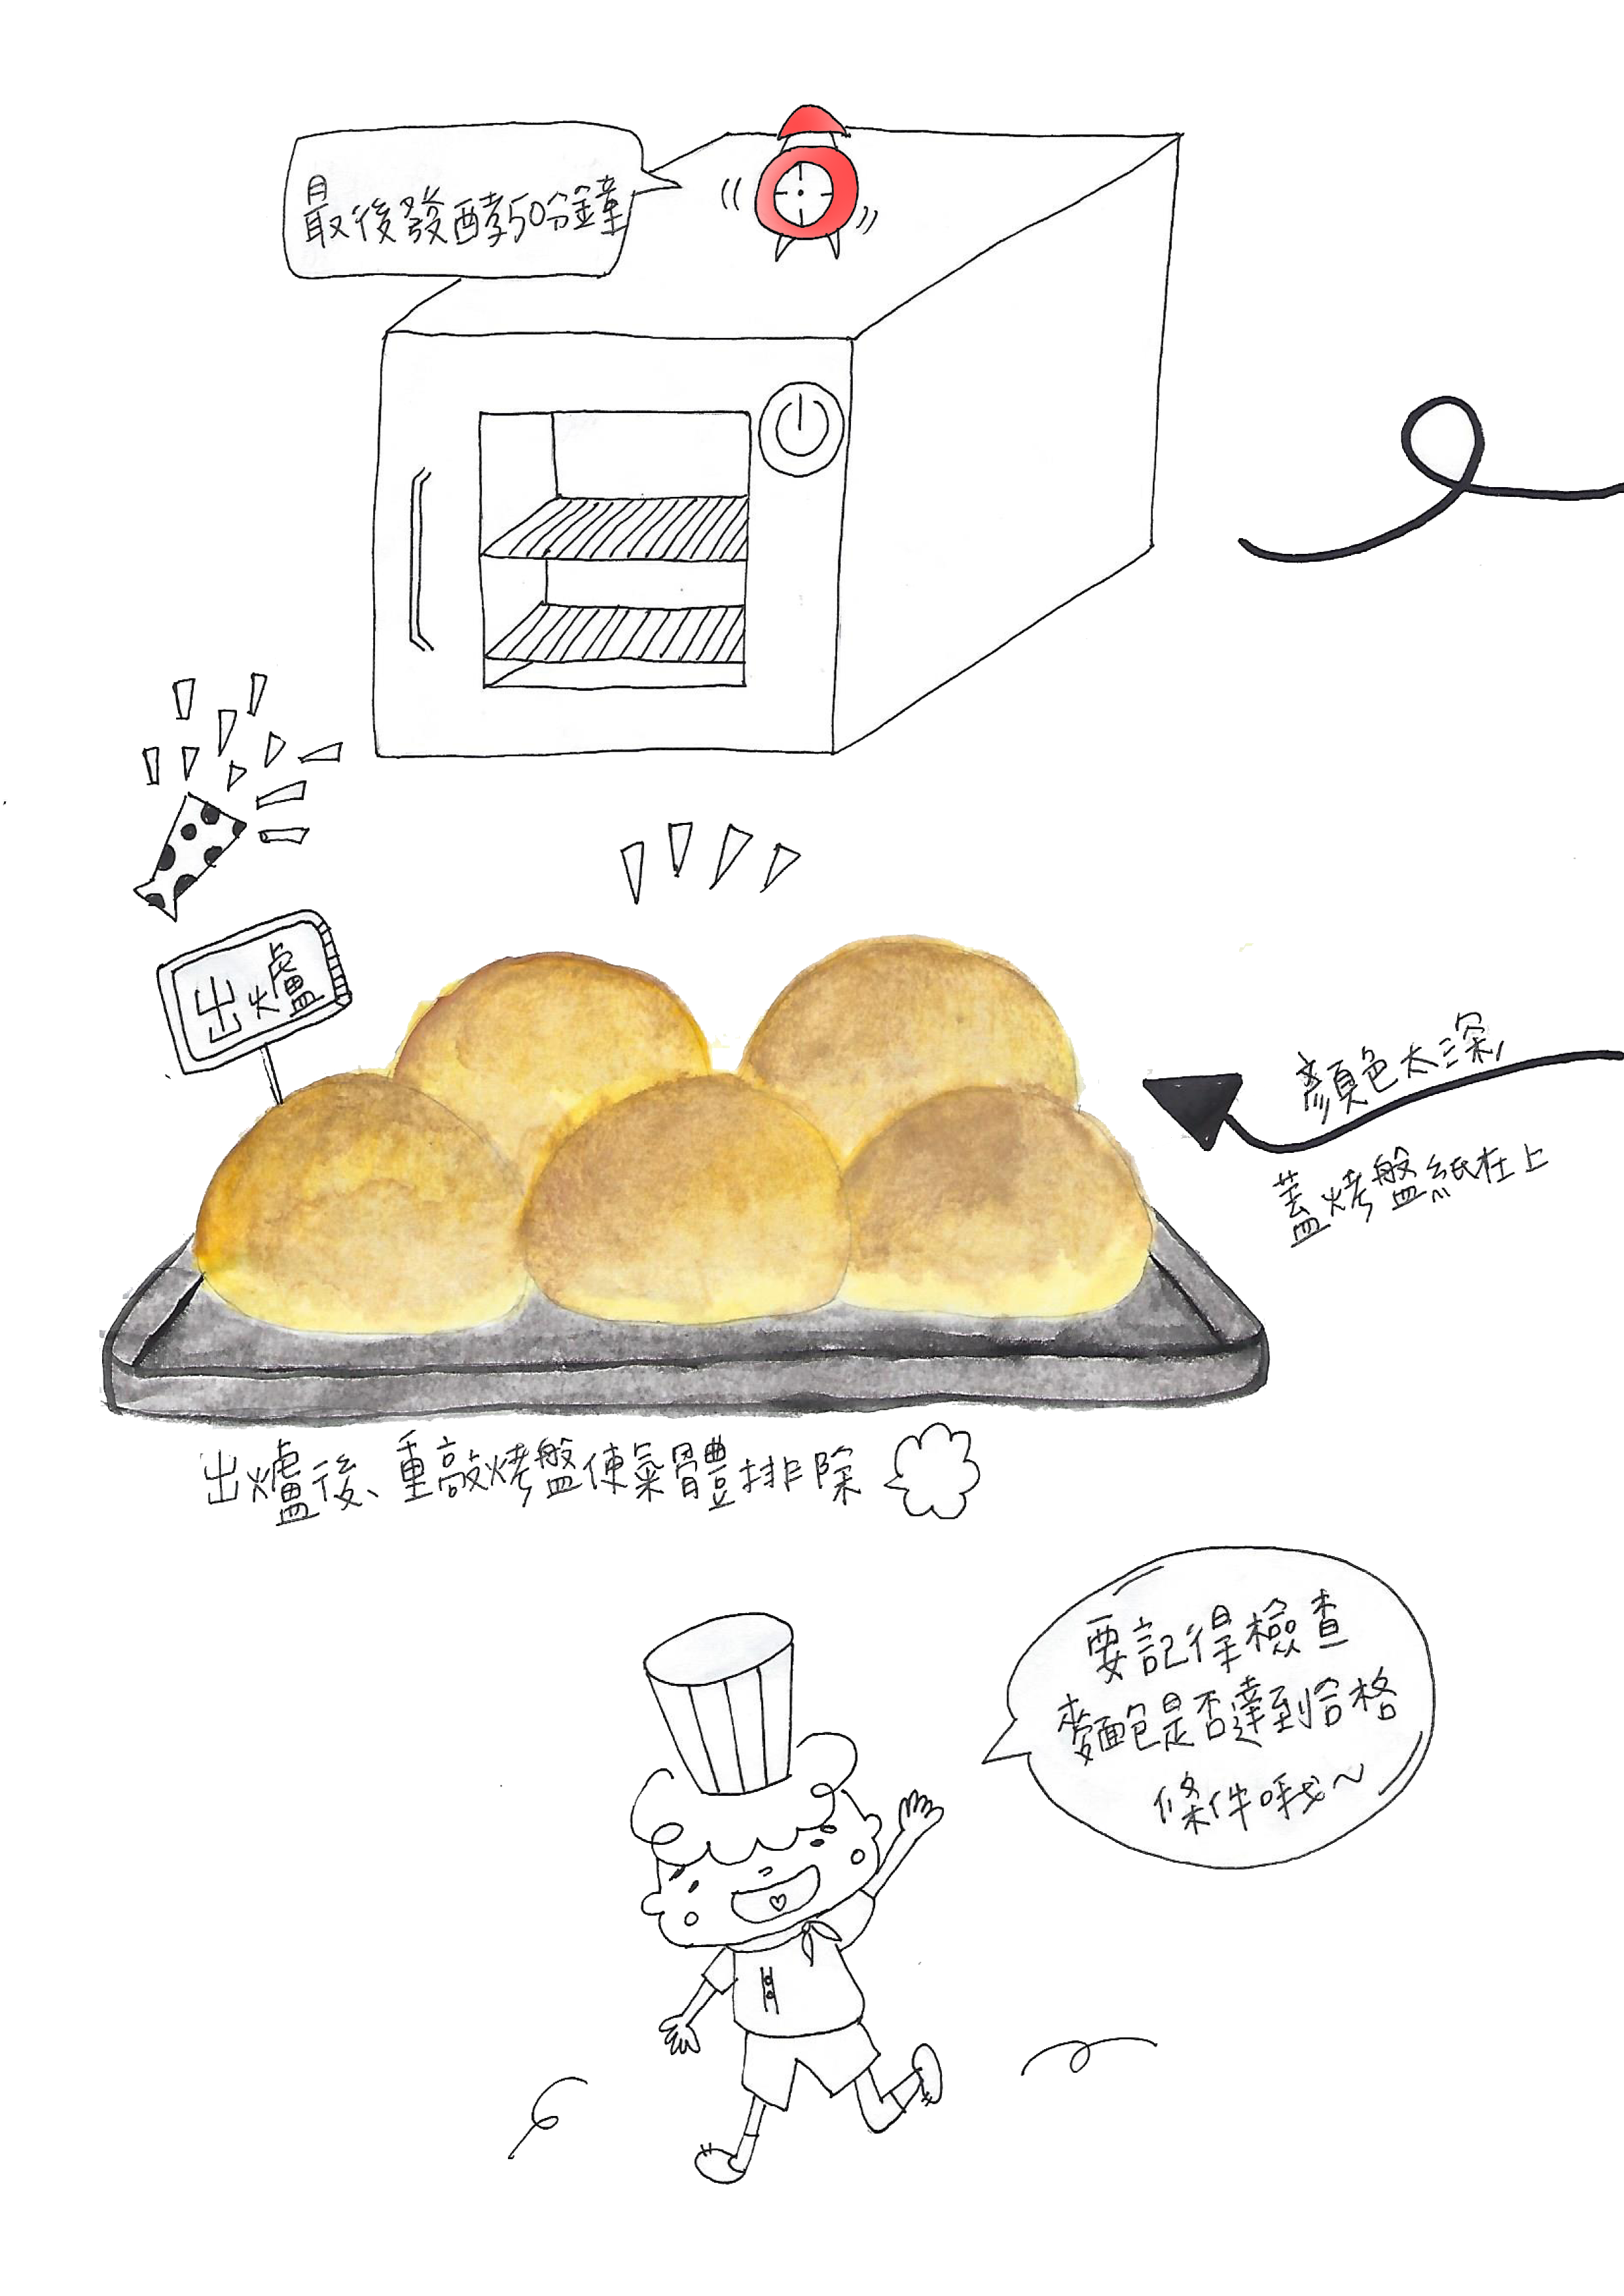 最後發酵50分鐘
出爐
顏色太深,
蓋烤盤紙在上
出爐後、重敲烤盤使氣體排除
要記得檢查
麵包是否達到合格
條件哦~